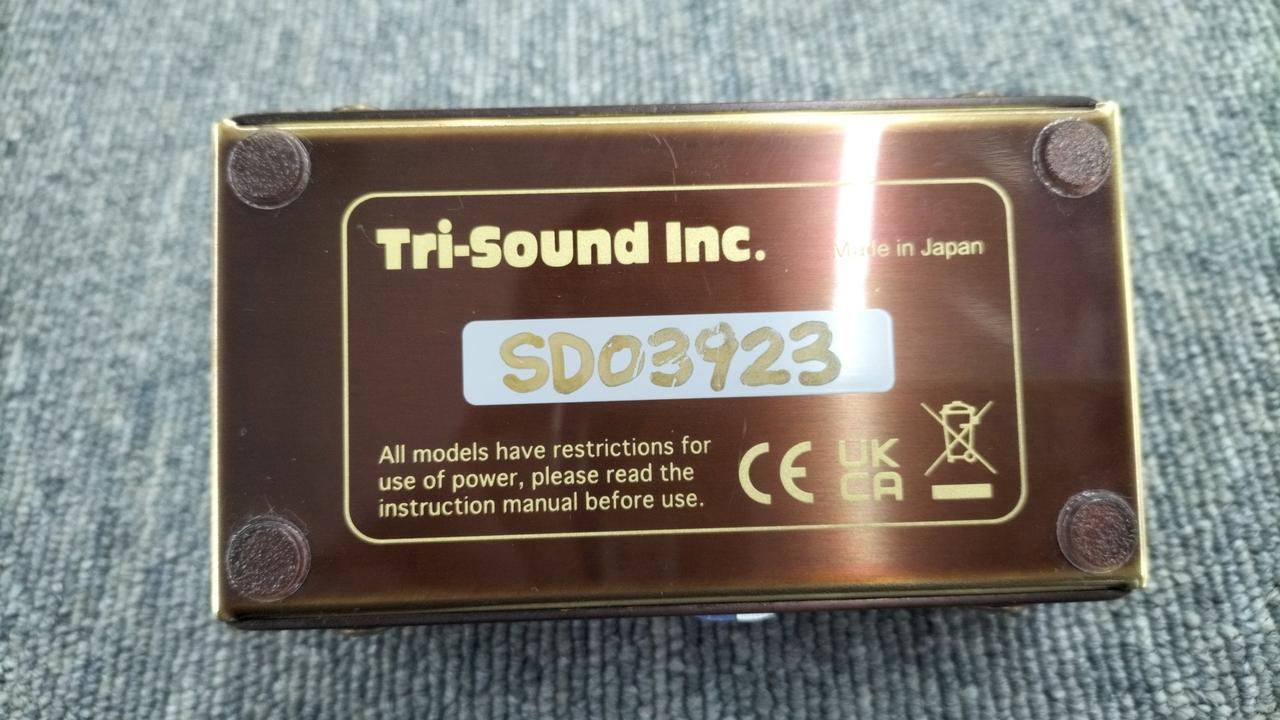 Tri-Sound Inc.
Made in Japan
SD03923
All models have restrictions for
use of power, please read the
instruction manual before use.
CE
UK
CA